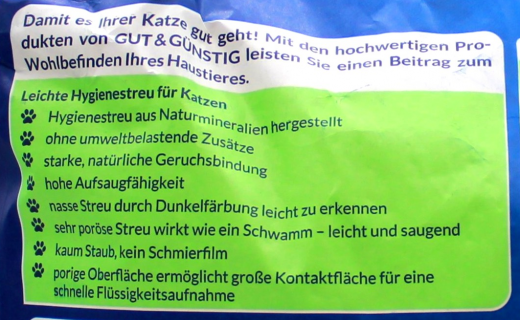 Damit es Ihrer Katze gut geht! Mit den hochwertigen Pro-
dukten von GUT&GÜNSTIG leisten Sie einen Beitrag zum
Wohlbefinden Ihres Haustieres.
Leichte Hygienestreu für Katzen
Hygienestreu aus Naturmineralien hergestellt
ohne umweltbelastende Zusätze
starke, natürliche Geruchsbindung
hohe Aufsaugfähigkeit
nasse Streu durch Dunkelfärbung leicht zu erkennen
sehr poröse Streu wirkt wie ein Schwamm – leicht und saugend
kaum Staub, kein Schmierfilm
porige Oberfläche ermöglicht große Kontaktfläche für eine
schnelle Flüssigkeitsaufnahme